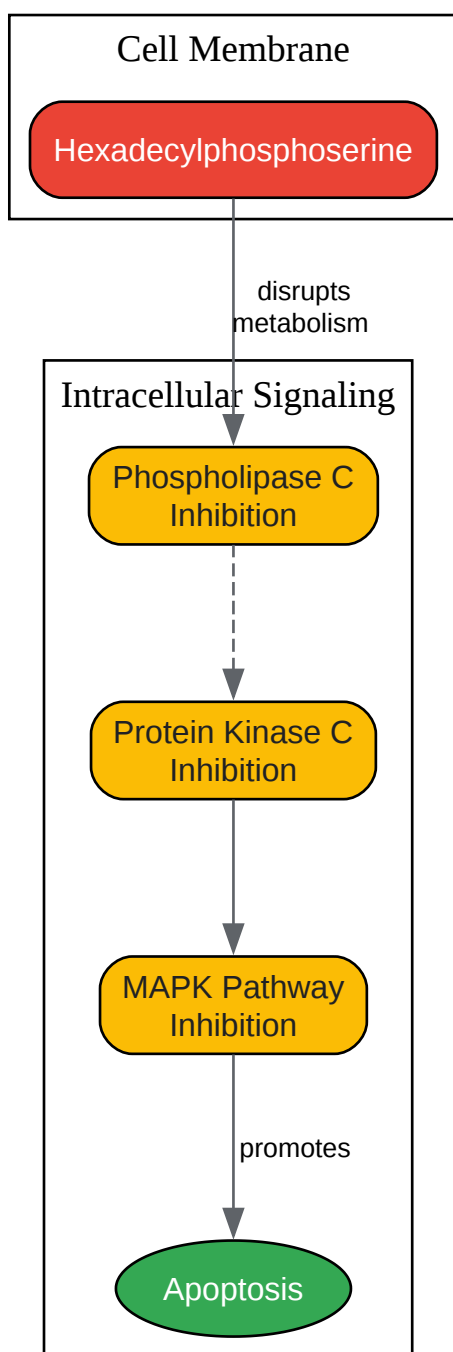 Cell Membrane
Hexadecylphosphoserine
disrupts
metabolism
Intracellular Signaling
Phospholipase C
Inhibition
Protein Kinase C
Inhibition
MAPK Pathway
Inhibition
promotes
Apoptosis